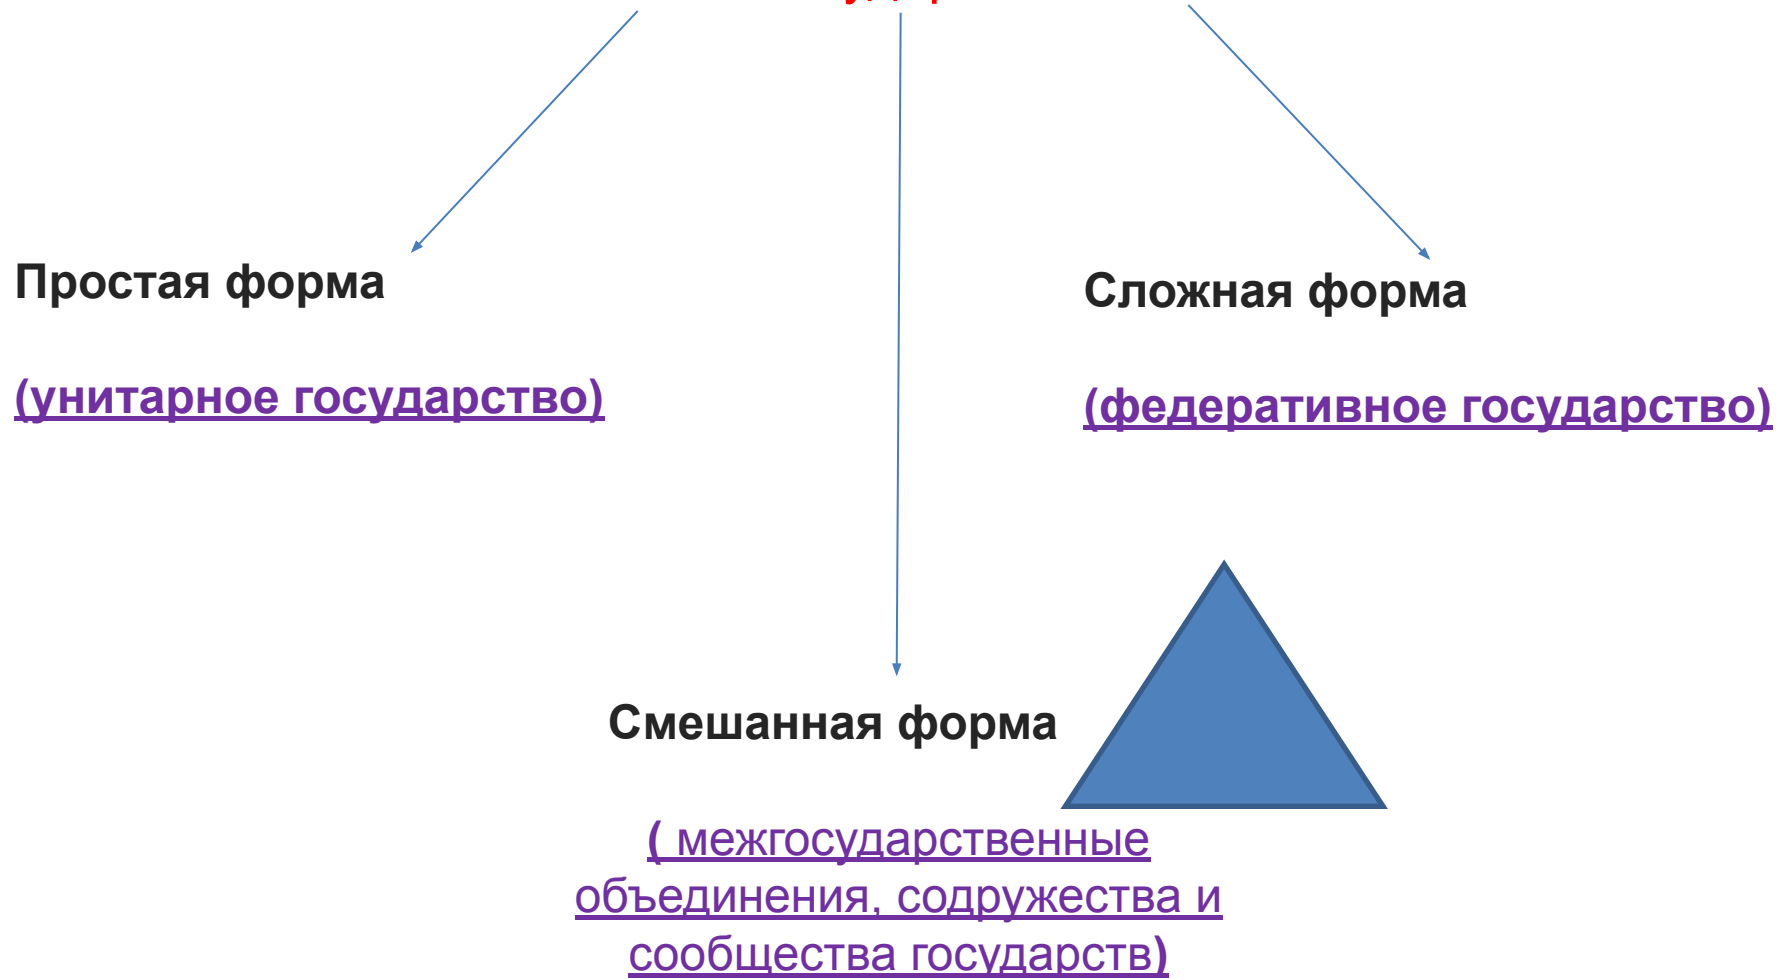 Простая форма
(унитарное государство)
Сложная форма
(федеративное государство)
Смешанная форма
( межгосударственные
объединения, содружества и
сообщества государств)